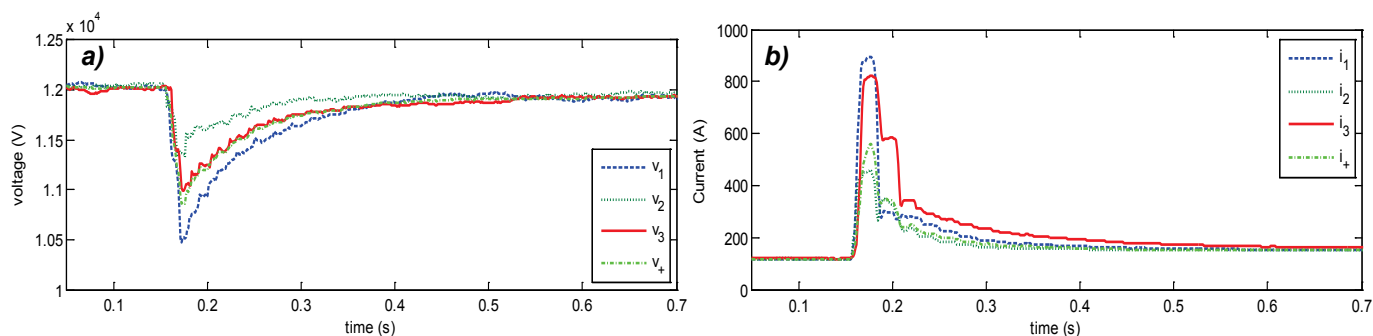 x 10⁴
a)
1.25
1.2
1.15
1.1
1.05
1
voltage (V)
0.1
0.2
0.3
0.4
0.5
0.6
0.7
time (s)
v₁
v₂
v₃
v₊
b)
1000
800
600
400
200
0
Current (A)
0.1
0.2
0.3
0.4
0.5
0.6
0.7
time (s)
i₁
i₂
i₃
i₊